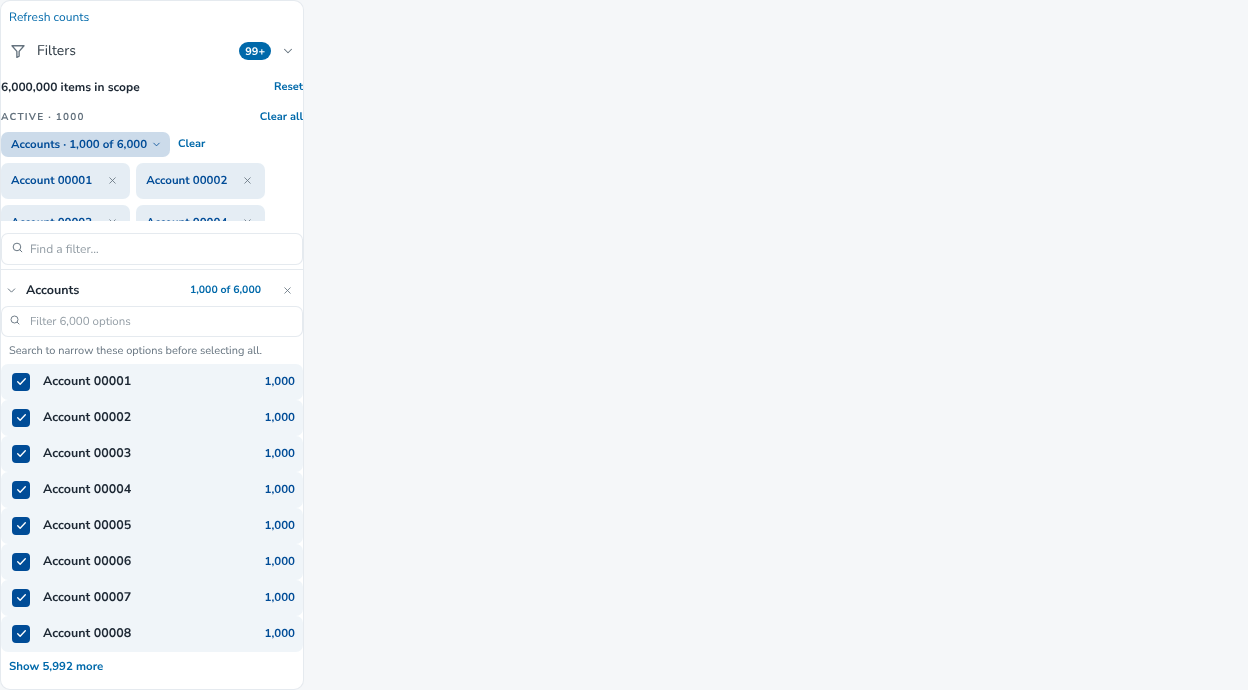 Refresh counts
Filters 99+
6,000,000 items in scope Reset
ACTIVE · 1000 Clear all
Accounts · 1,000 of 6,000 Clear
Account 00001 Account 00002
Account 00003 Account 00004
Find a filter...
Accounts 1,000 of 6,000
Filter 6,000 options
Search to narrow these options before selecting all.
Account 00001 1,000
Account 00002 1,000
Account 00003 1,000
Account 00004 1,000
Account 00005 1,000
Account 00006 1,000
Account 00007 1,000
Account 00008 1,000
Show 5,992 more